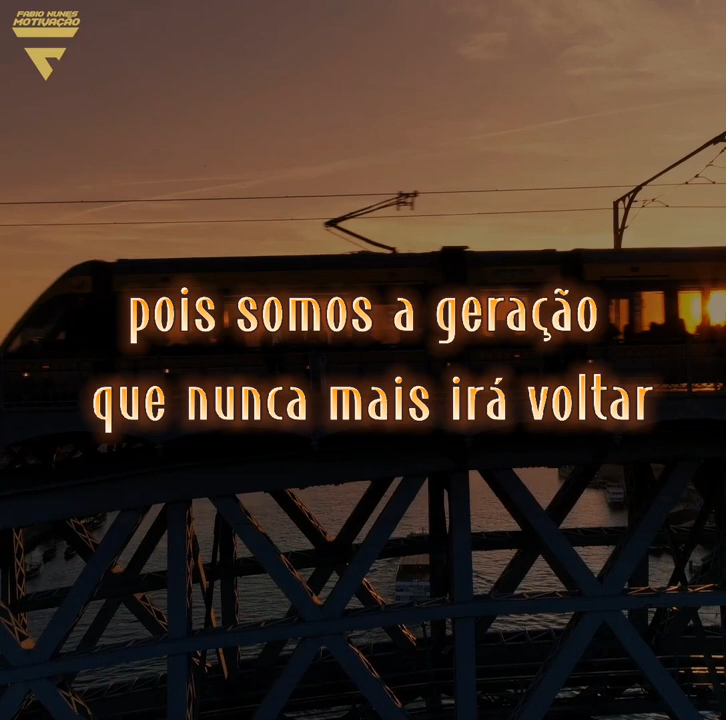 FABIO NUNES
MOTIVAÇÃO
pois somos a geração
que nunca mais irá voltar